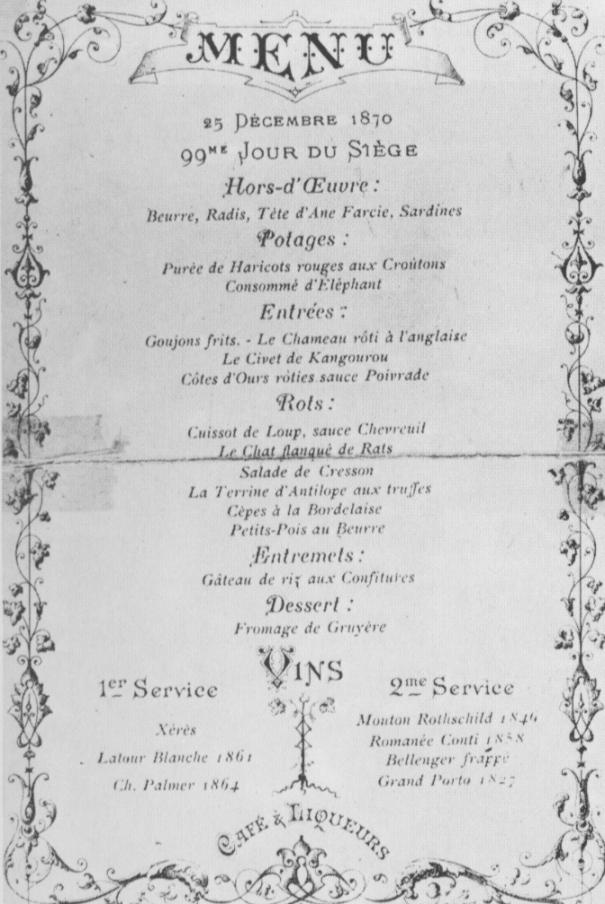 MENU
25 DÉCEMBRE 1870
99ME JOUR DU SIÈGE
Hors-d'Œuvre :
Beurre, Radis, Tête d'Ane Farcie, Sardines
Potages :
Purée de Haricots rouges aux Croûtons
Consommé d'Eléphant
Entrées :
Goujons frits. - Le Chameau rôti à l'anglaise
Le Civet de Kangourou
Côtes d'Ours rôties sauce Poivrade
Rots :
Cuissot de Loup, sauce Chevreuil
Le Chat flanqué de Rats
Salade de Cresson
La Terrine d'Antilope aux truffes
Cèpes à la Bordelaise
Petits-Pois au Beurre
Entremets :
Gâteau de riz aux Confitures
Dessert :
Fromage de Gruyère
VINS
1er Service
Xérès
Latour Blanche 1861
Ch. Palmer 1864
2me Service
Mouton Rothschild 1846
Romanée Conti 1858
Bellenger frappé
Grand Porto 1827
CAFÉ & LIQUEURS